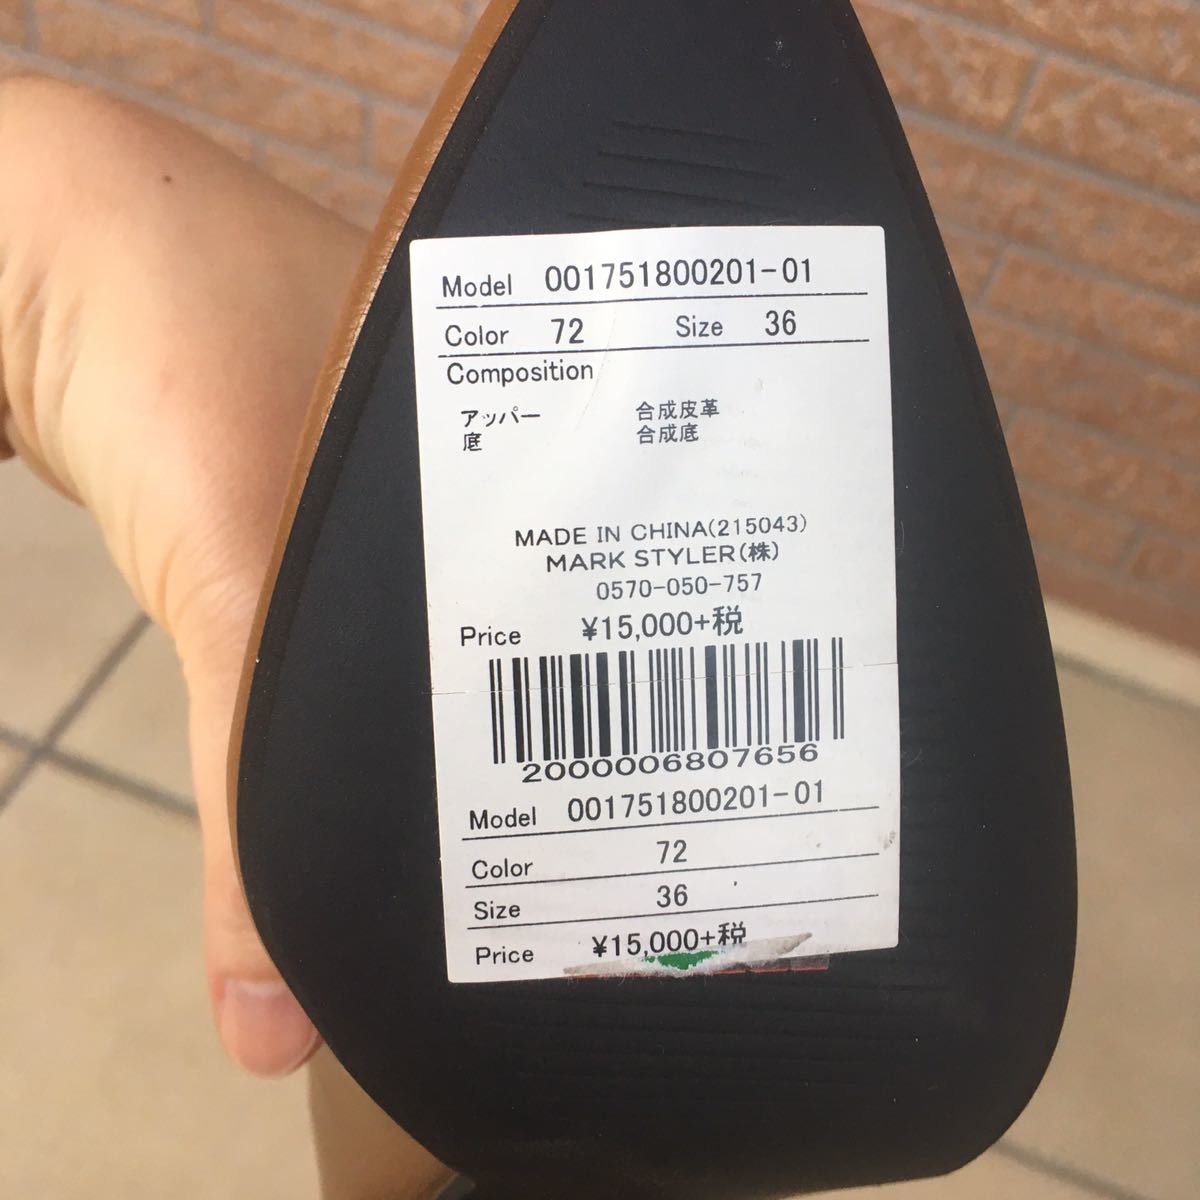 Model 001751800201-01
Color 72 Size 36
Composition
アッパー 合成皮革
底 合成底
MADE IN CHINA(215043)
MARK STYLER(株)
0570-050-757
Price ¥15,000+税
2000006807656
Model 001751800201-01
Color 72
Size 36
Price ¥15,000+税